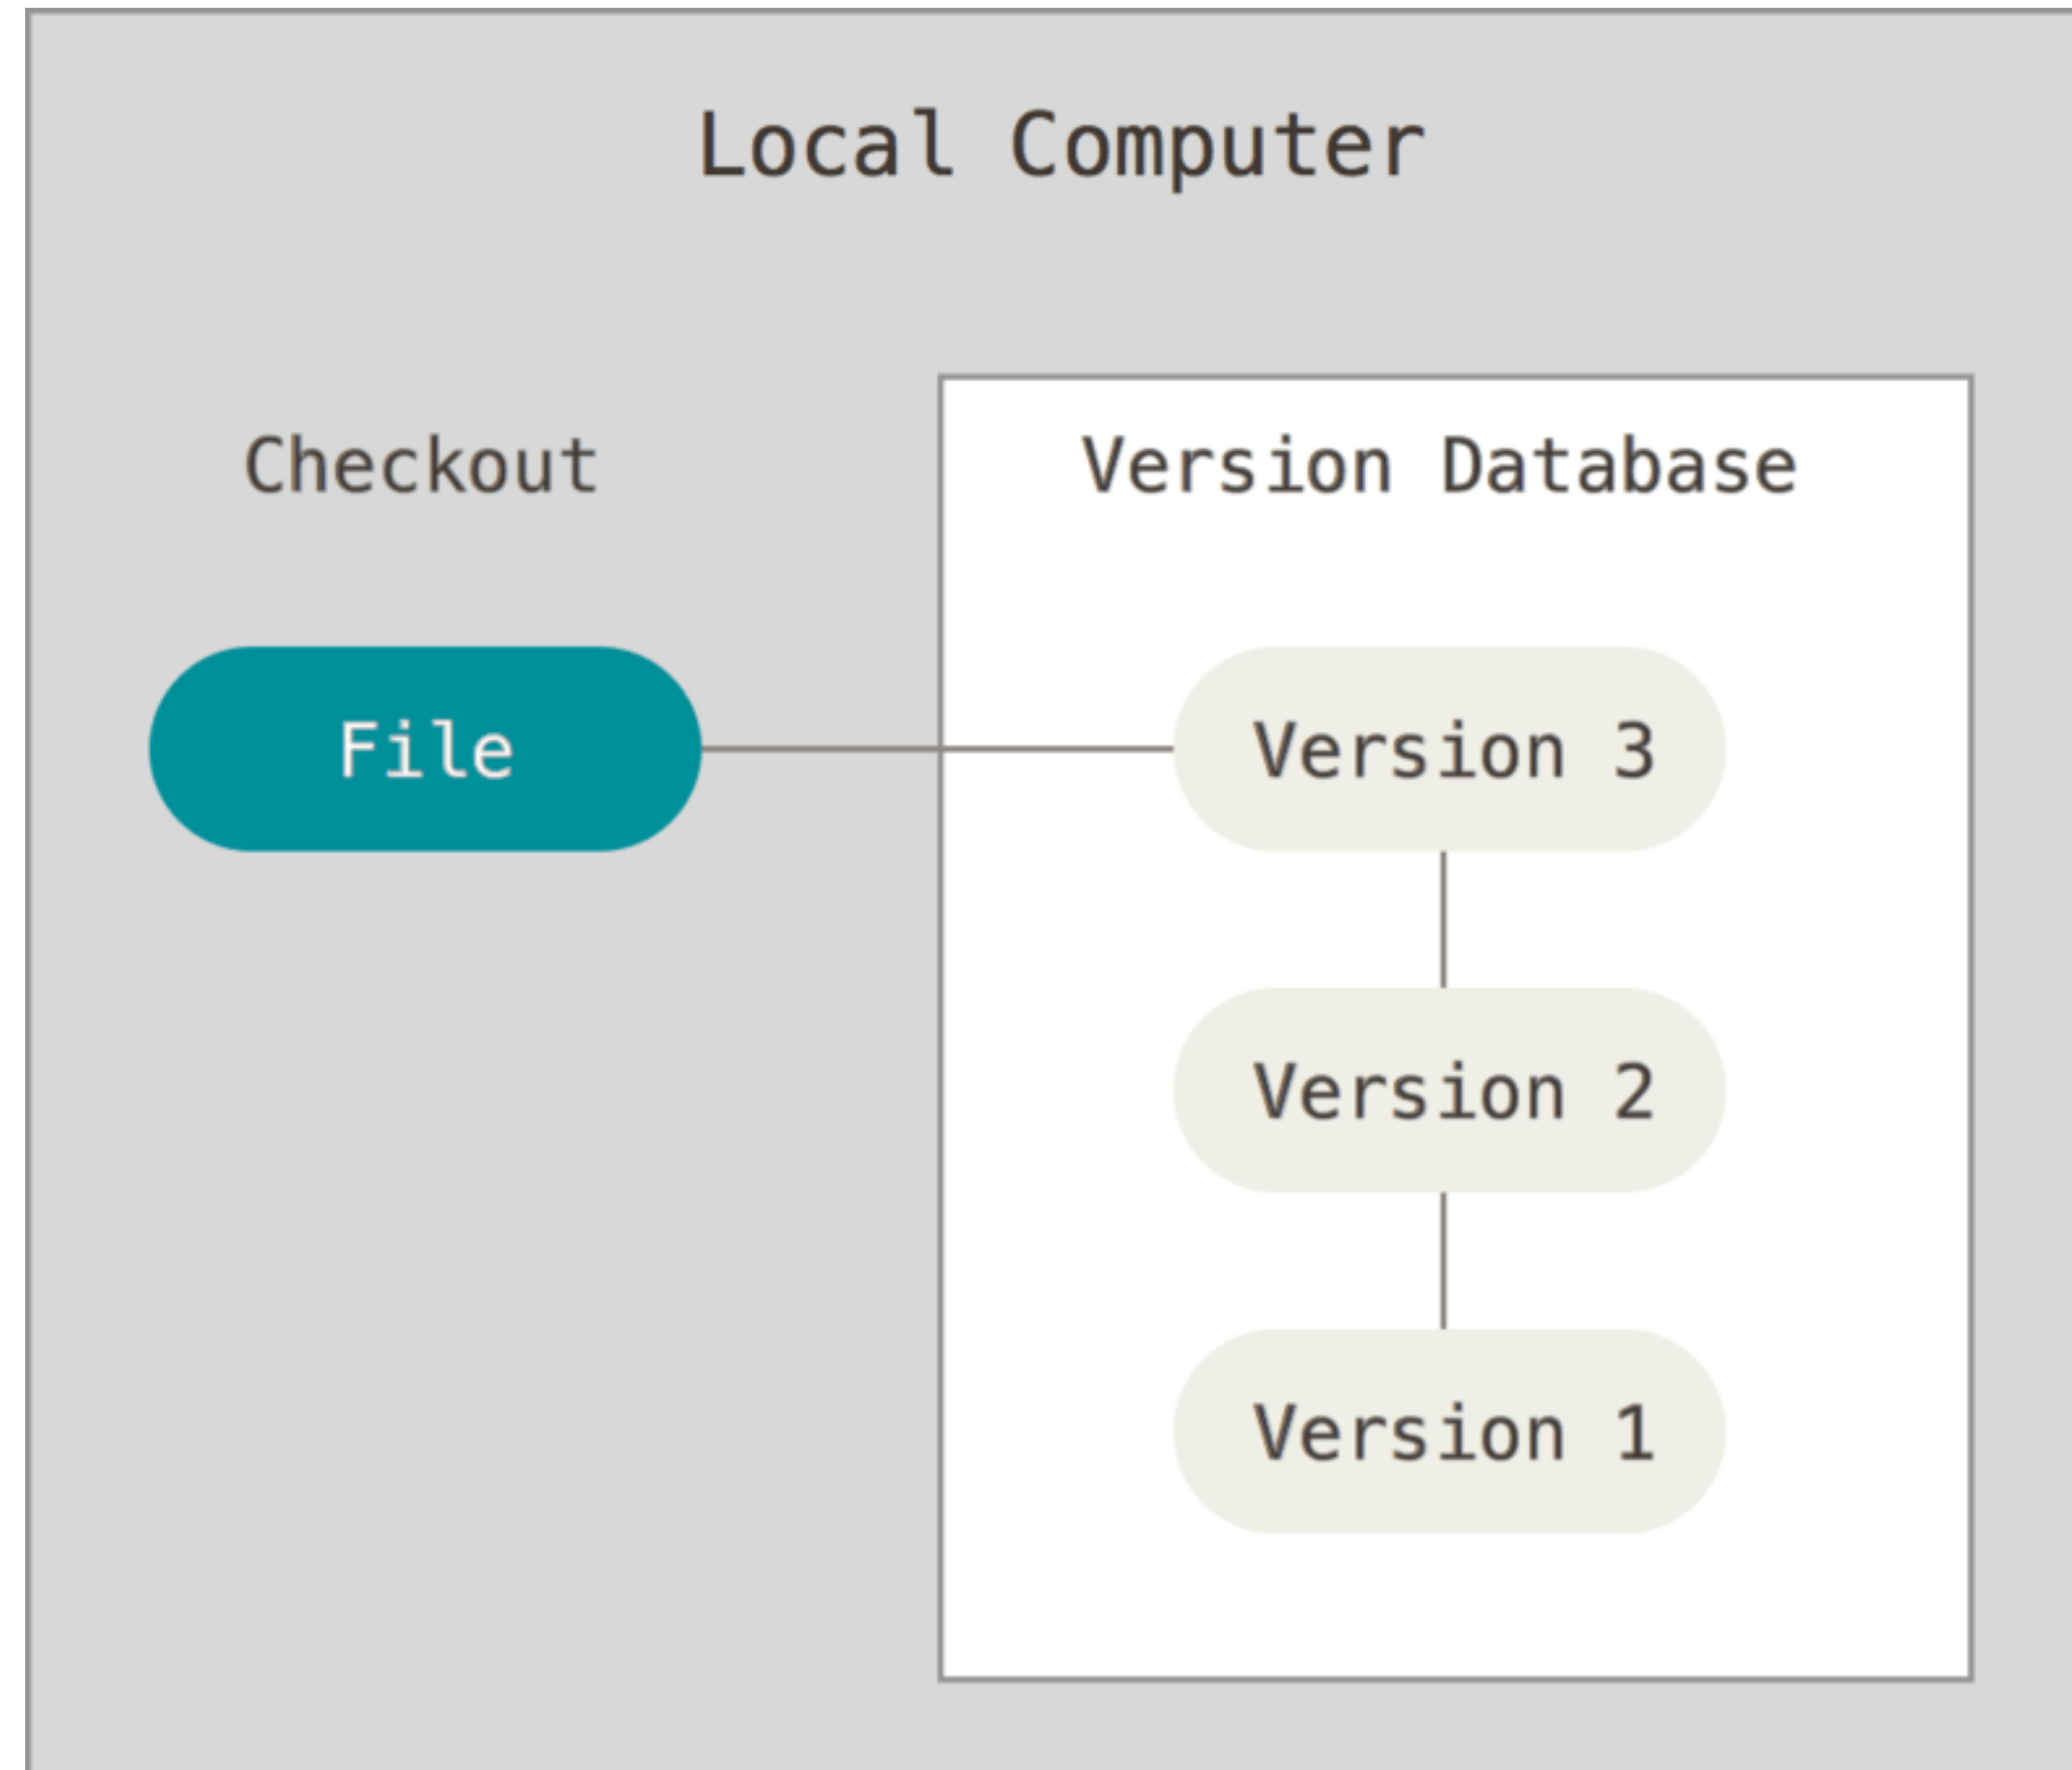 Local Computer
Checkout
Version Database
File
Version 3
Version 2
Version 1